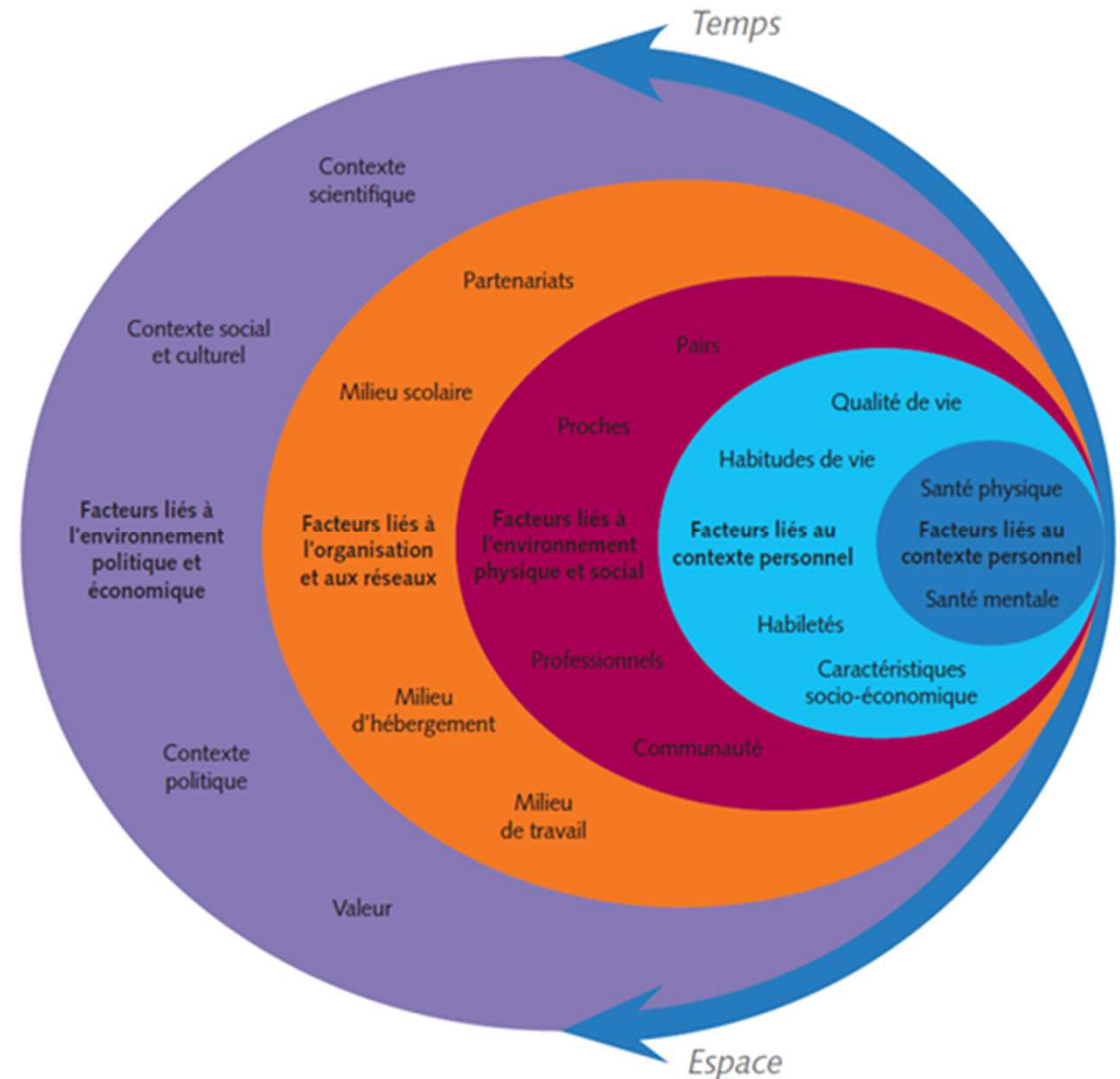 Temps
Contexte
scientifique
Partenariats
Contexte social
et culturel
Pairs
Milieu scolaire
Qualité de vie
Proches
Habitudes de vie
Santé physique
Facteurs liés à
l'environnement
politique et
économique
Facteurs liés à
l'organisation
et aux réseaux
Facteurs liés à
l'environnement
physique et social
Facteurs liés au
contexte personnel
Facteurs liés au
contexte personnel
Santé mentale
Habiletés
Professionnels
Caractéristiques
socio-économique
Milieu
d'hébergement
Communauté
Contexte
politique
Milieu
de travail
Valeur
Espace